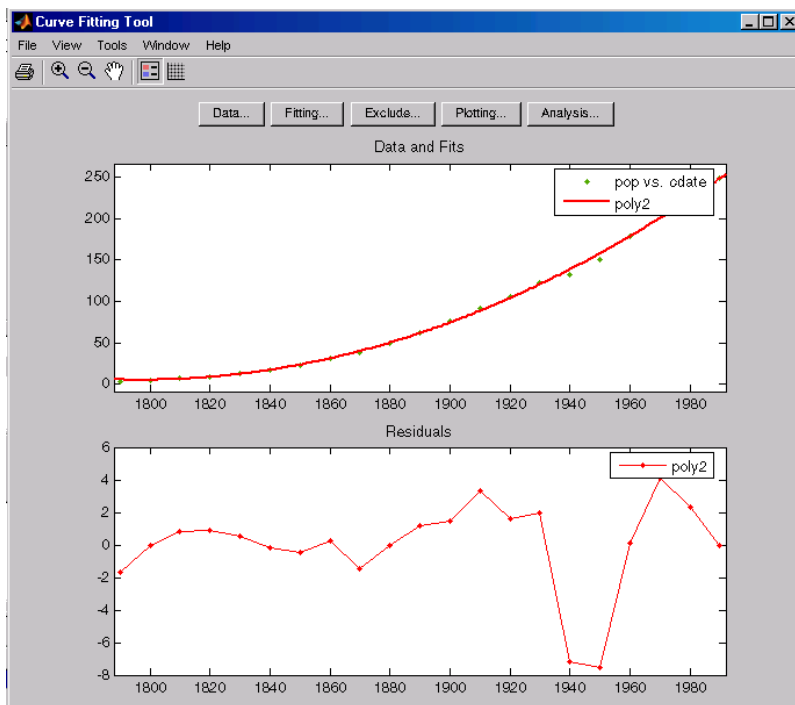 Curve Fitting Tool
File View Tools Window Help
Data... Fitting... Exclude... Plotting... Analysis...
Data and Fits
250
200
150
100
50
0
pop vs. cdate
poly2
1800 1820 1840 1860 1880 1900 1920 1940 1960 1980
Residuals
6
4
2
0
-2
-4
-6
-8
poly2
1800 1820 1840 1860 1880 1900 1920 1940 1960 1980